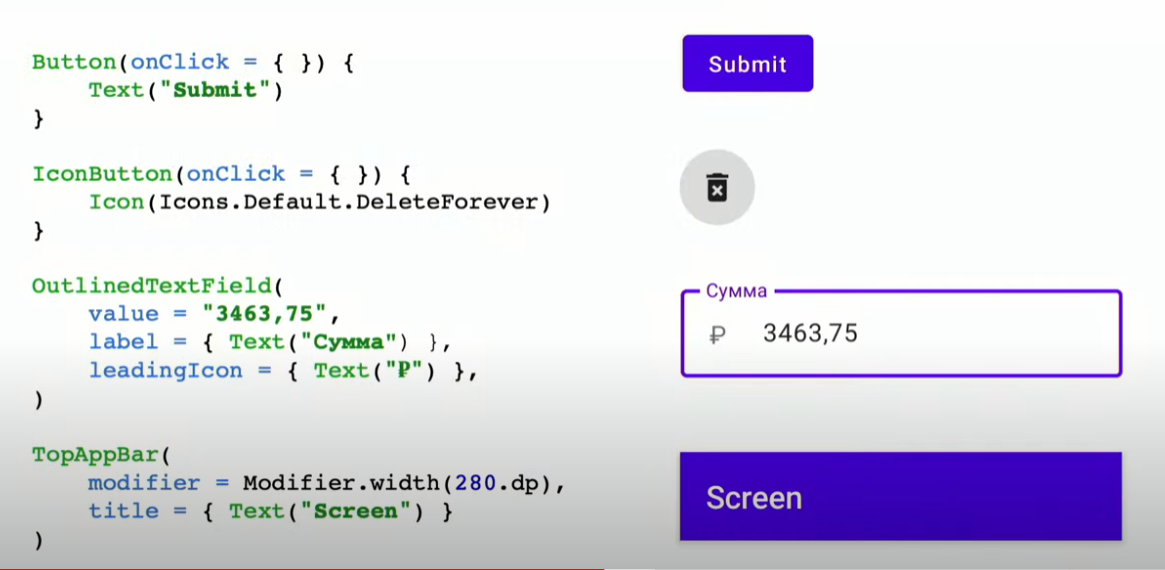 Button(onClick = { }) {
    Text("Submit")
}
IconButton(onClick = { }) {
    Icon(Icons.Default.DeleteForever)
}
OutlinedTextField(
    value = "3463,75",
    label = { Text("Сумма") },
    leadingIcon = { Text("₽") },
)
TopAppBar(
    modifier = Modifier.width(280.dp),
    title = { Text("Screen") }
)
Submit
Сумма
₽ 3463,75
Screen